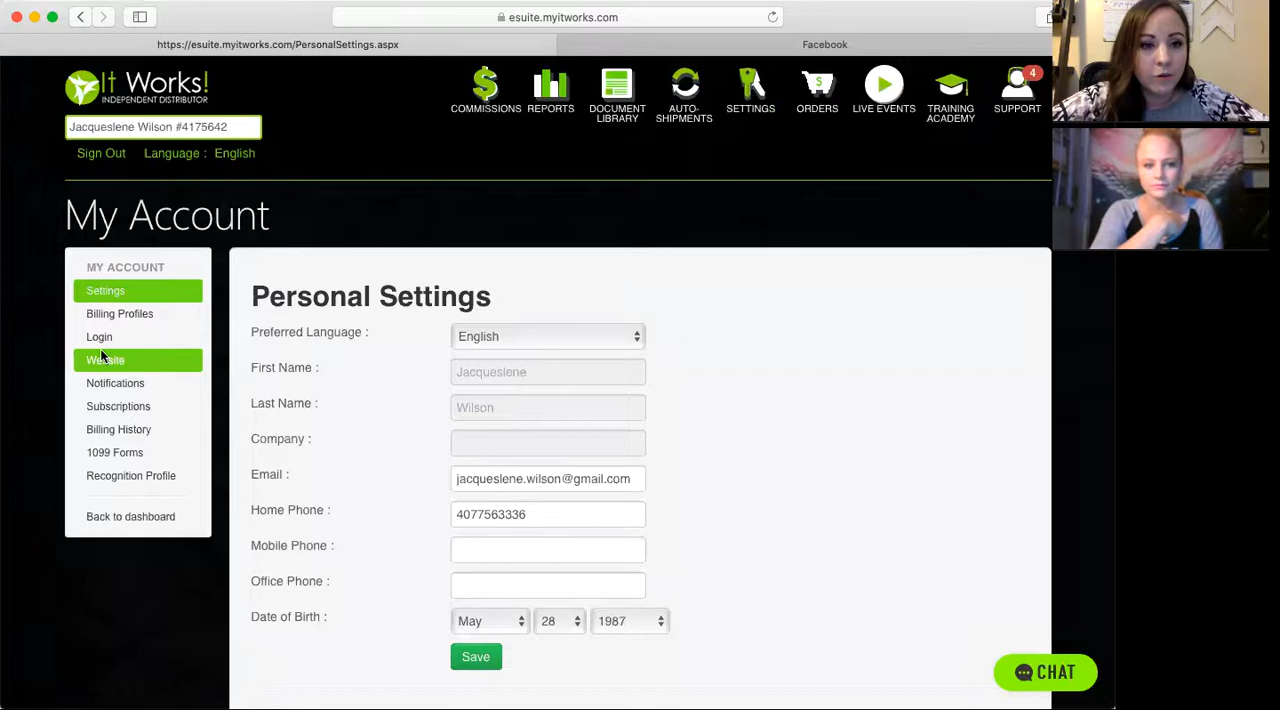 esuite.myitworks.com
https://esuite.myitworks.com/PersonalSettings.aspx
Facebook
It Works!
INDEPENDENT DISTRIBUTOR
Jacqueslene Wilson #4175642
Sign Out Language : English
COMMISSIONS
REPORTS
DOCUMENT
LIBRARY
AUTO-
SHIPMENTS
SETTINGS
ORDERS
LIVE EVENTS
TRAINING
ACADEMY
4
SUPPORT
My Account
MY ACCOUNT
Settings
Billing Profiles
Login
Website
Notifications
Subscriptions
Billing History
1099 Forms
Recognition Profile
Back to dashboard
Personal Settings
Preferred Language : English
First Name : Jacqueslene
Last Name : Wilson
Company :
Email : jacqueslene.wilson@gmail.com
Home Phone : 4077563336
Mobile Phone :
Office Phone :
Date of Birth : May 28 1987
Save
CHAT